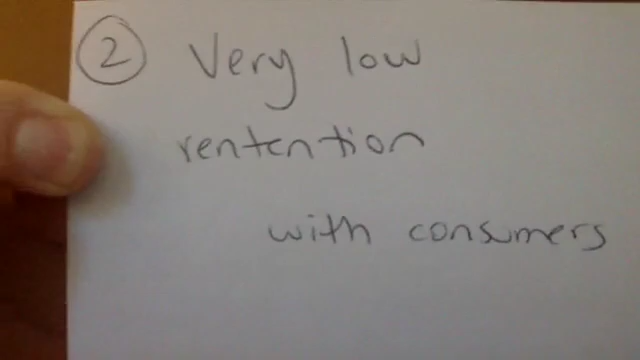 ② Very low
rentention
with consumers